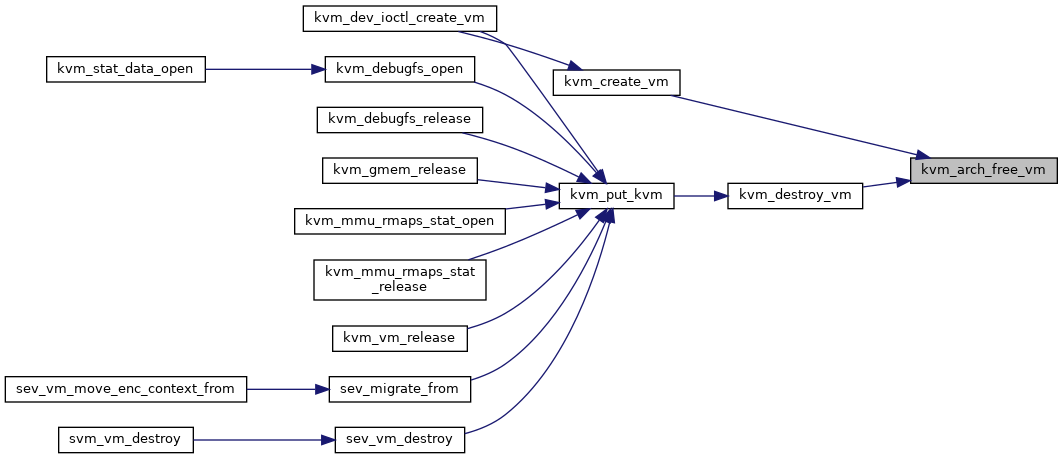 kvm_dev_ioctl_create_vm
kvm_stat_data_open
kvm_debugfs_open
kvm_create_vm
kvm_debugfs_release
kvm_gmem_release
kvm_arch_free_vm
kvm_put_kvm
kvm_destroy_vm
kvm_mmu_rmaps_stat_open
kvm_mmu_rmaps_stat
_release
kvm_vm_release
sev_vm_move_enc_context_from
sev_migrate_from
svm_vm_destroy
sev_vm_destroy